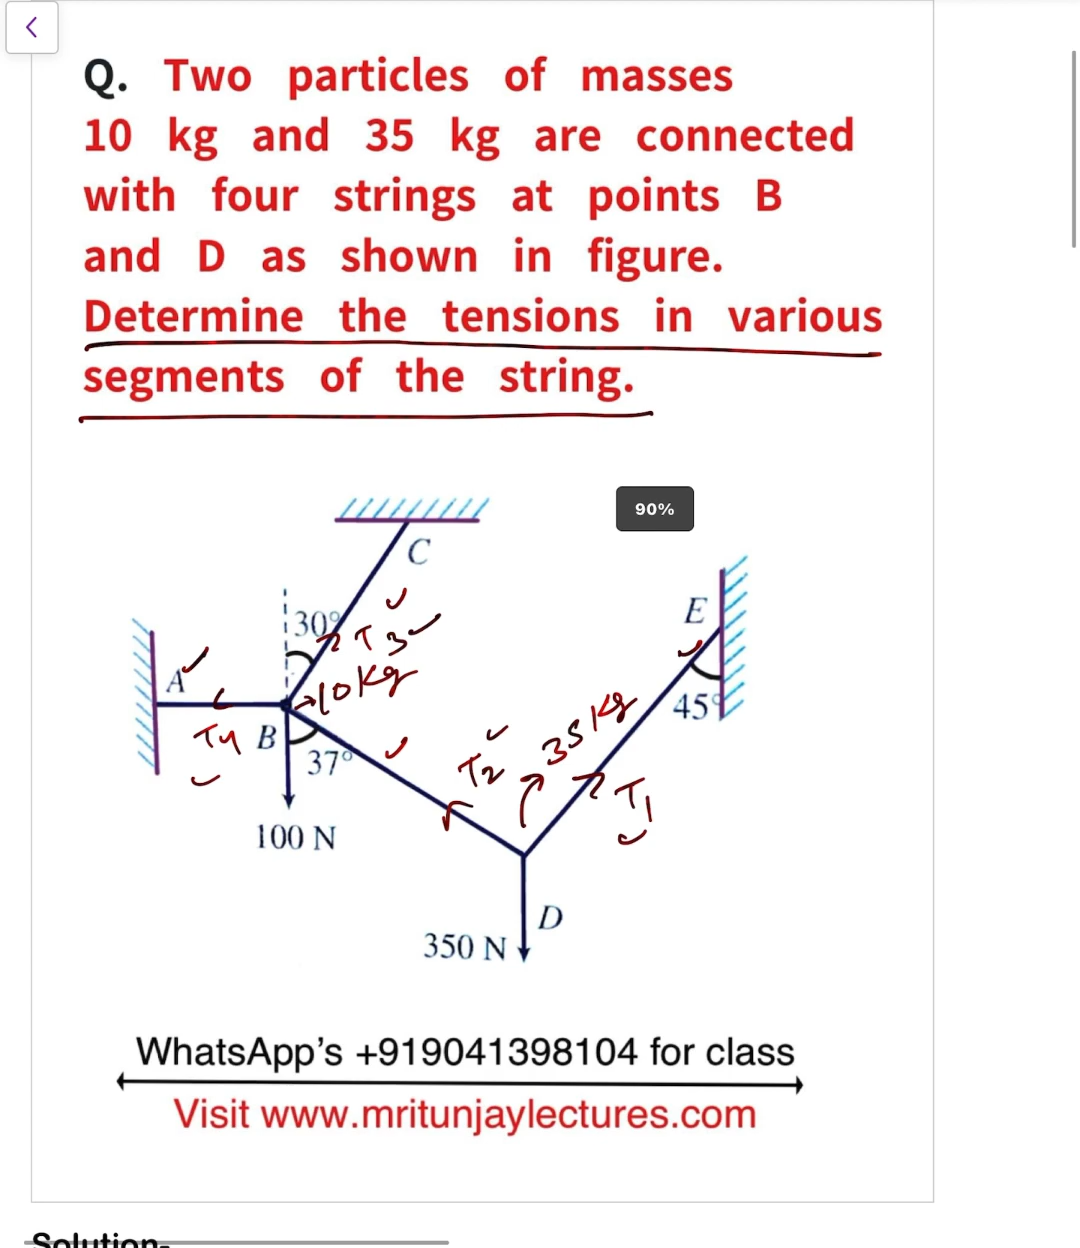 Q. Two particles of masses
10 kg and 35 kg are connected
with four strings at points B
and D as shown in figure.
Determine the tensions in various
segments of the string.
90%
C
E
30°
T3
A
10kg
45°
35kg
T4
B
T2
37°
T1
100 N
D
350 N
WhatsApp's +919041398104 for class
Visit www.mritunjaylectures.com
Solution-